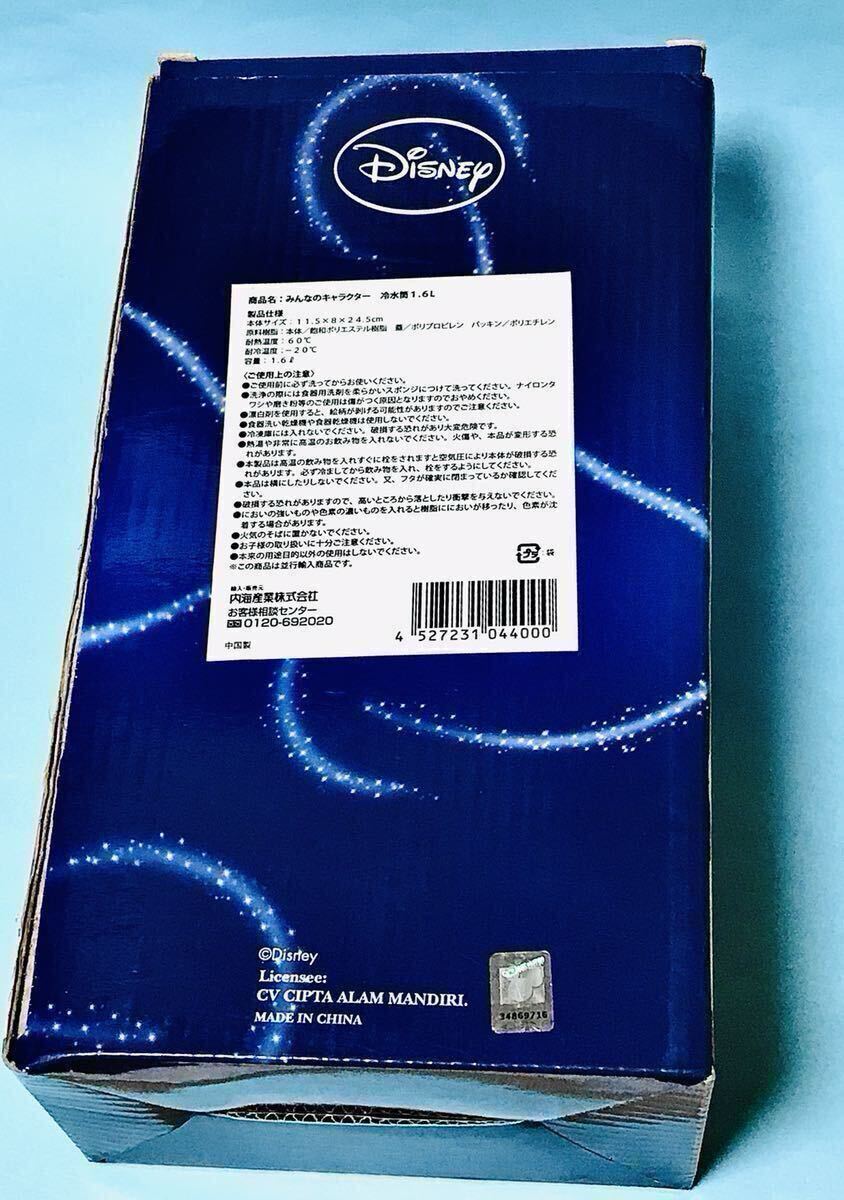 Disney
商品名：みんなのキャラクター　冷水筒1.6L
製品仕様
本体サイズ：11.5×8×24.5cm
原料樹脂：本体／飽和ポリエステル樹脂　蓋／ポリプロピレン　パッキン／ポリエチレン
耐熱温度：60℃
耐冷温度：−20℃
容量：1.6ℓ
〈ご使用上の注意〉
●ご使用前に必ず洗ってからお使いください。
●洗浄の際には食器用洗剤を柔らかいスポンジにつけて洗ってください。ナイロンタ
ワシや磨き粉等のご使用は傷がつく原因となりますのでおやめください。
●漂白剤を使用すると、絵柄が剥げる可能性がありますのでご注意ください。
●食器洗い乾燥機や食器乾燥機は使用しないでください。
●冷凍庫には入れないでください。破損する恐れがあり大変危険です。
●熱湯や非常に高温のお飲み物を入れないでください。火傷や、本品が変形する恐
れがあります。
●本製品は高温の飲み物を入れすぐに栓をされますと空気圧により本体が破損する恐
れがあります。必ず冷ましてから飲み物を入れ、栓をするようにしてください。
●本品は横にしたりしないでください。又、フタが確実に閉まっているか確認してくだ
さい。
●破損する恐れがありますので、高いところから落としたり衝撃を与えないでください。
●においの強いものや色素の濃いものを入れると樹脂ににおいが移ったり、色素が沈
着する場合があります。
●火気のそばに置かないでください。
●お子様の取り扱いに十分ご注意ください。
●本来の用途目的以外の使用はしないでください。
※この商品は並行輸入商品です。
プラ：袋
輸入・販売元
内海産業株式会社
お客様相談センター
0120-692020
中国製
4 527231 044000
©Disney
Licensee:
CV CIPTA ALAM MANDIRI.
MADE IN CHINA
34869716